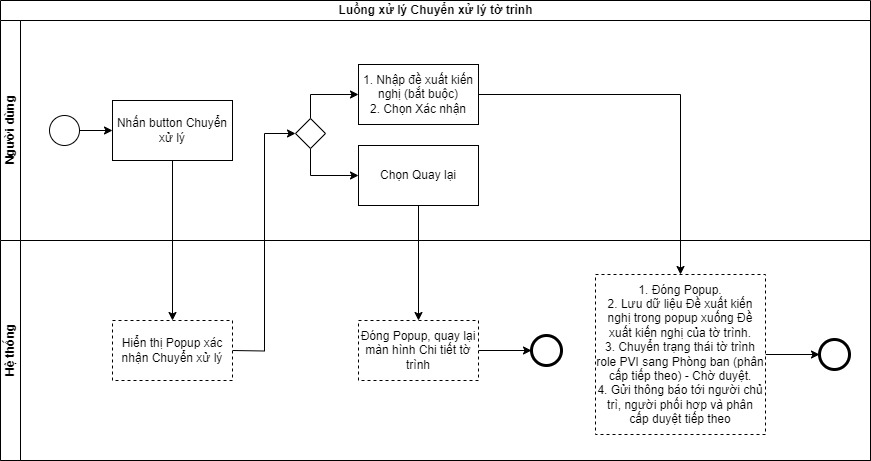 Luồng xử lý Chuyển xử lý tờ trình
Người dùng
Nhấn button Chuyển
xử lý
1. Nhập đề xuất kiến
nghị (bắt buộc)
2. Chọn Xác nhận
Chọn Quay lại
Hệ thống
Hiển thị Popup xác
nhận Chuyển xử lý
Đóng Popup, quay lại
màn hình Chi tiết tờ
trình
1. Đóng Popup.
2. Lưu dữ liệu Đề xuất kiến
nghị trong popup xuống Đề
xuất kiến nghị của tờ trình.
3. Chuyển trạng thái tờ trình
role PVI sang Phòng ban (phân
cấp tiếp theo) - Chờ duyệt.
4. Gửi thông báo tới người chủ
trì, người phối hợp và phân
cấp duyệt tiếp theo